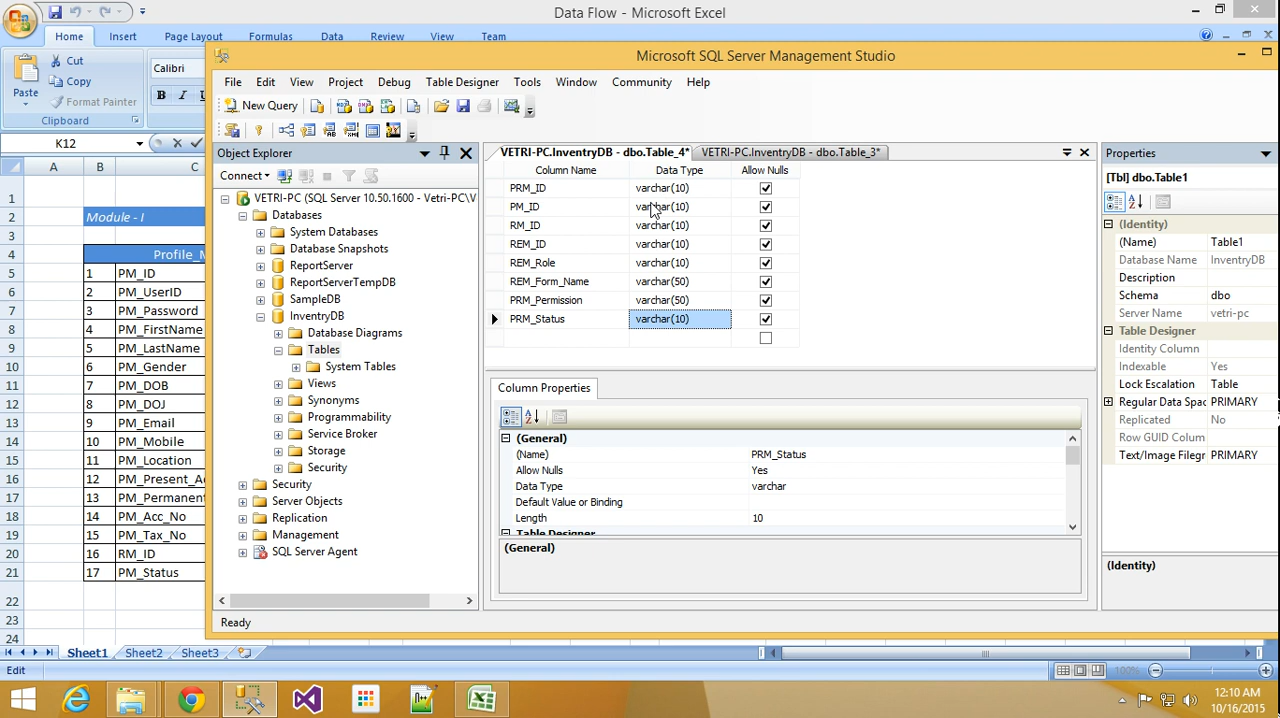 Data Flow - Microsoft Excel
Home Insert Page Layout Formulas Data Review View Team
Cut
Copy
Format Painter
Paste
Clipboard
Calibri
B I U
K12
A B C
1
2 Module - I
3
4
5 1 PM_ID
6 2 PM_UserID
7 3 PM_Password
8 4 PM_FirstName
9 5 PM_LastName
10 6 PM_Gender
11 7 PM_DOB
12 8 PM_DOJ
13 9 PM_Email
14 10 PM_Mobile
15 11 PM_Location
16 12
17 13 PM_Permanent
18 14 PM_Acc_No
19 15 PM_Tax_No
20 16 RM_ID
21 17 PM_Status
22
23
24
Sheet1 Sheet2 Sheet3
Edit
100%
Microsoft SQL Server Management Studio
File Edit View Project Debug Table Designer Tools Window Community Help
New Query
Object Explorer
Connect
VETRI-PC (SQL Server 10.50.1600 - Vetri-PC\V
Databases
System Databases
Database Snapshots
ReportServer
ReportServerTempDB
SampleDB
InventryDB
Database Diagrams
Tables
System Tables
Views
Synonyms
Programmability
Service Broker
Storage
Security
Security
Server Objects
Replication
Management
SQL Server Agent
VETRI-PC.InventryDB - dbo.Table_4* VETRI-PC.InventryDB - dbo.Table_3*
Column Name Data Type Allow Nulls
PRM_ID varchar(10)
PM_ID varchar(10)
RM_ID varchar(10)
REM_ID varchar(10)
REM_Role varchar(10)
REM_Form_Name varchar(50)
PRM_Permission varchar(50)
PRM_Status varchar(10)
Column Properties
(General)
(Name) PRM_Status
Allow Nulls Yes
Data Type varchar
Default Value or Binding
Length 10
Table Designer
(General)
Properties
[Tbl] dbo.Table1
(Identity)
(Name) Table1
Database Name InventryDB
Description
Schema dbo
Server Name vetri-pc
Table Designer
Identity Column
Indexable Yes
Lock Escalation Table
Regular Data Spac PRIMARY
Replicated No
Row GUID Colum
Text/Image Filegr PRIMARY
(Identity)
Ready
12:10 AM
10/16/2015